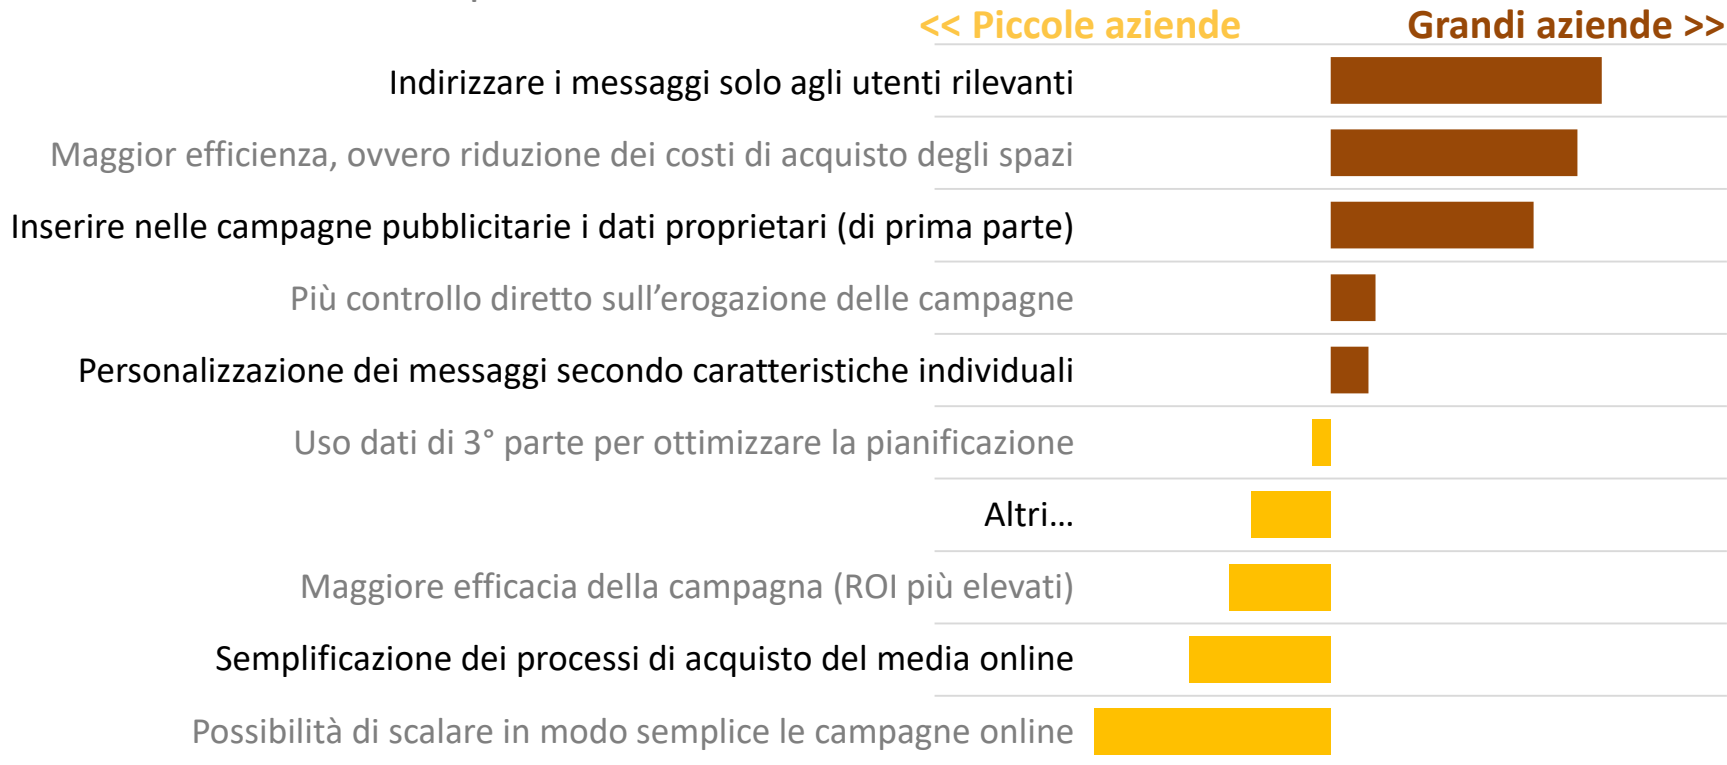 << Piccole aziende
Grandi aziende >>
Indirizzare i messaggi solo agli utenti rilevanti
Maggior efficienza, ovvero riduzione dei costi di acquisto degli spazi
Inserire nelle campagne pubblicitarie i dati proprietari (di prima parte)
Più controllo diretto sull’erogazione delle campagne
Personalizzazione dei messaggi secondo caratteristiche individuali
Uso dati di 3° parte per ottimizzare la pianificazione
Altri…
Maggiore efficacia della campagna (ROI più elevati)
Semplificazione dei processi di acquisto del media online
Possibilità di scalare in modo semplice le campagne online